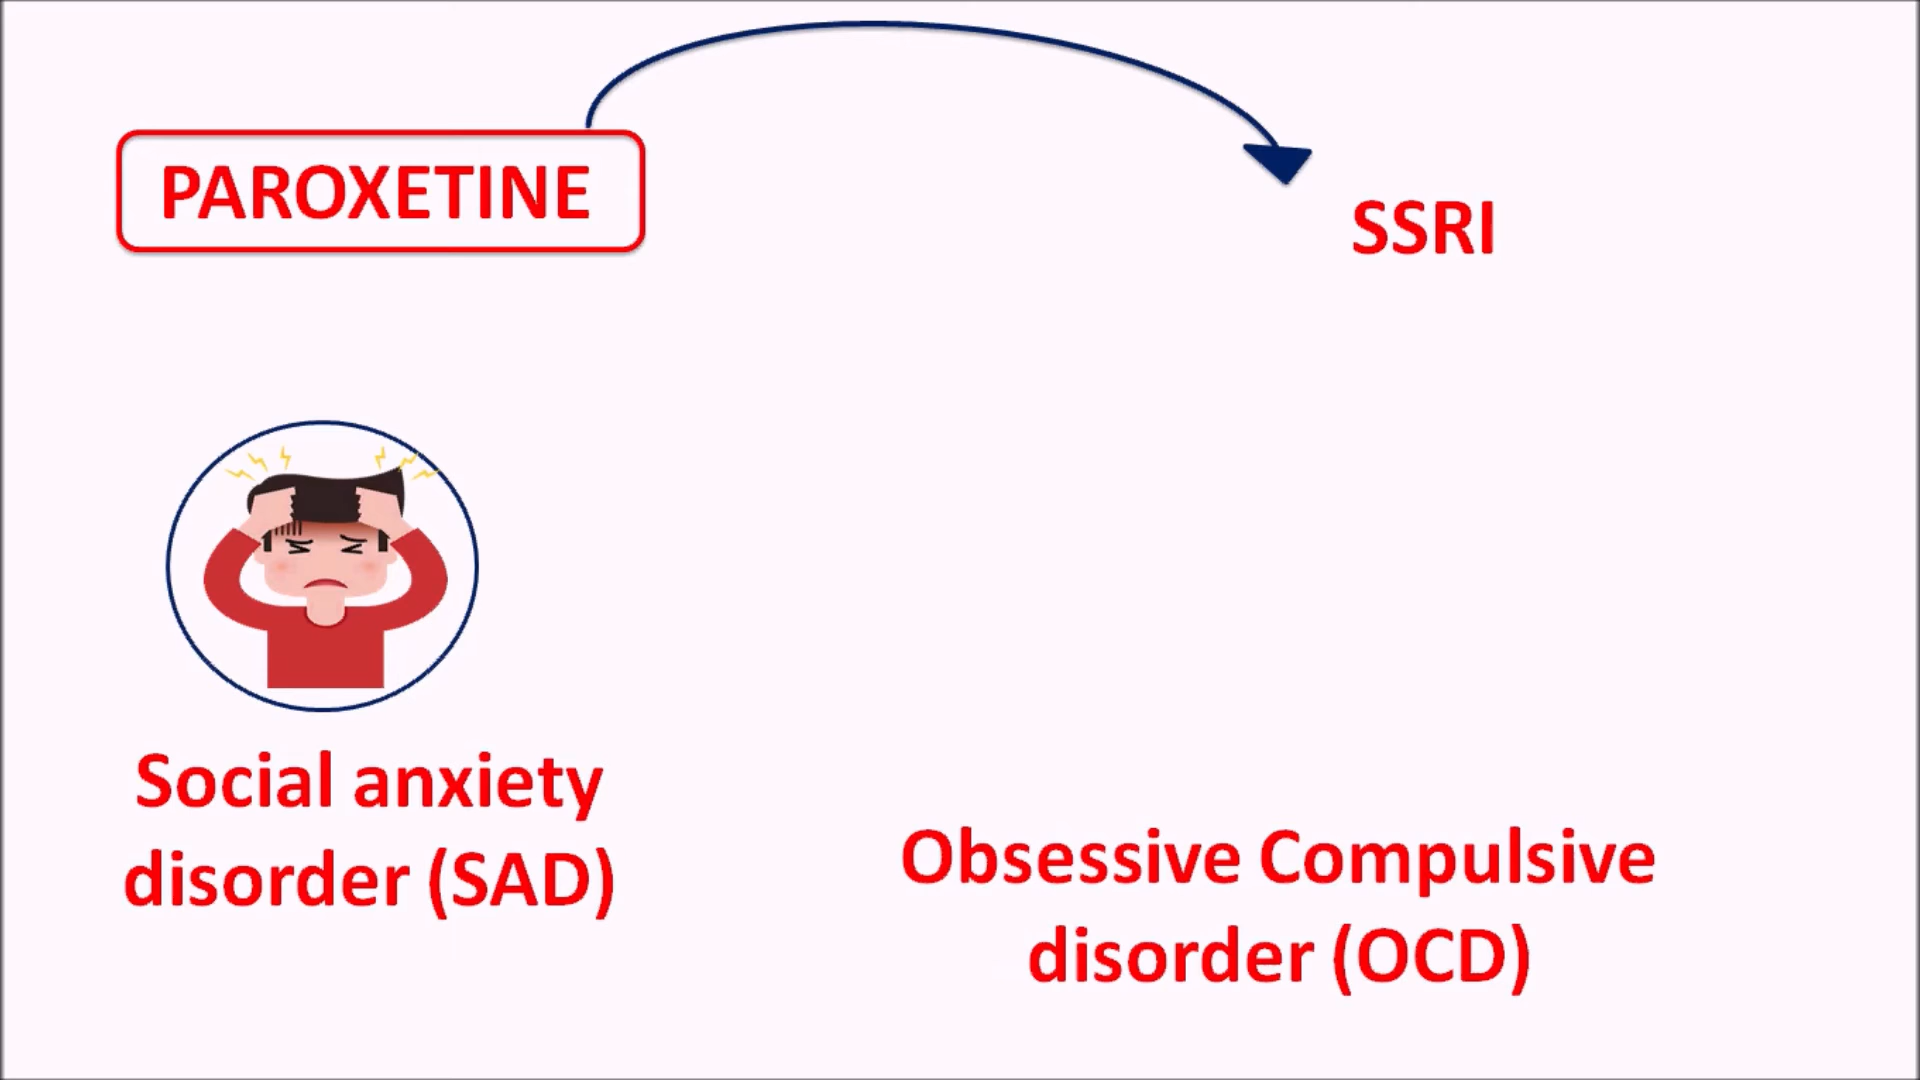 PAROXETINE
SSRI
Social anxiety
disorder (SAD)
Obsessive Compulsive
disorder (OCD)